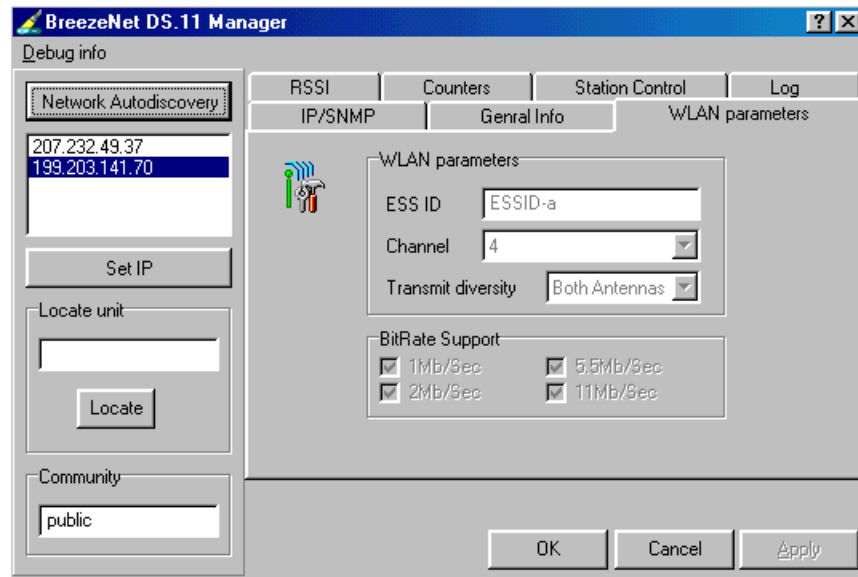 BreezeNet DS.11 Manager
Debug info
Network Autodiscovery
207.232.49.37
199.203.141.70
Set IP
Locate unit
Locate
Community
public
RSSI Counters Station Control Log
IP/SNMP Genral Info WLAN parameters
WLAN parameters
ESS ID ESSID-a
Channel 4
Transmit diversity Both Antennas
BitRate Support
1Mb/Sec 5.5Mb/Sec
2Mb/Sec 11Mb/Sec
OK Cancel Apply